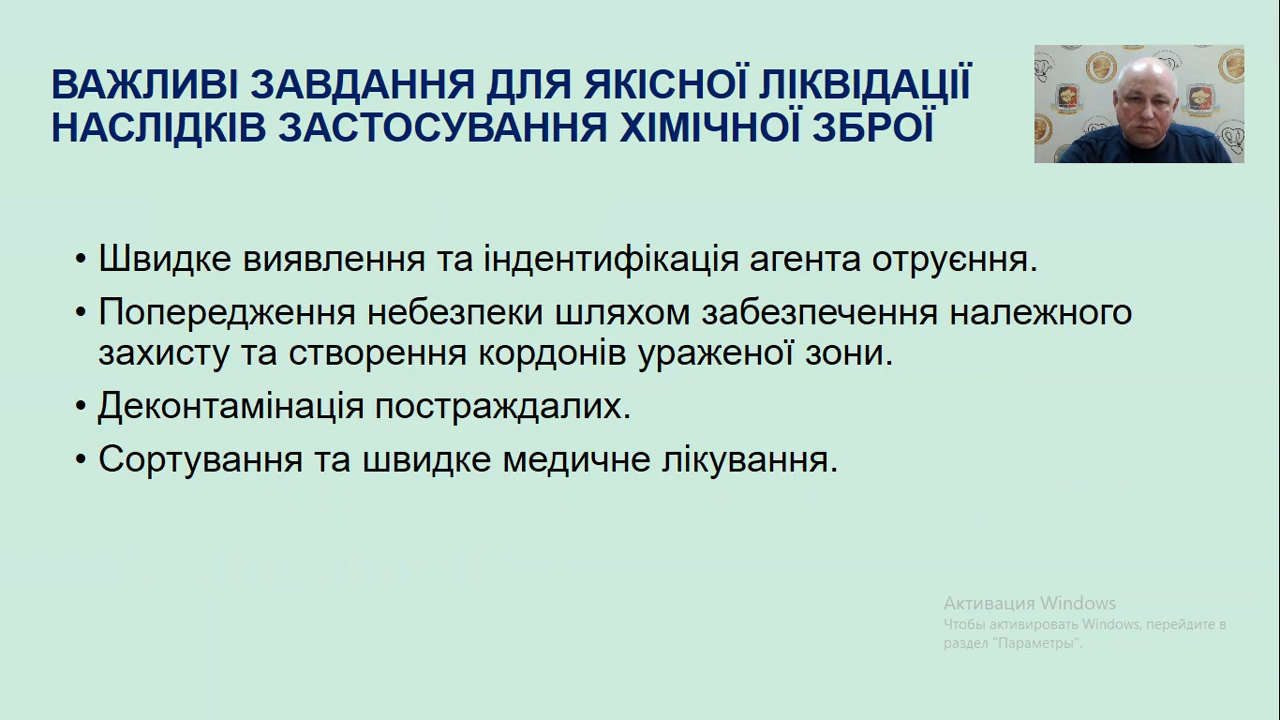 ВАЖЛИВІ ЗАВДАННЯ ДЛЯ ЯКІСНОЇ ЛІКВІДАЦІЇ
НАСЛІДКІВ ЗАСТОСУВАННЯ ХІМІЧНОЇ ЗБРОЇ
• Швидке виявлення та індентифікація агента отруєння.
• Попередження небезпеки шляхом забезпечення належного
захисту та створення кордонів ураженої зони.
• Деконтамінація постраждалих.
• Сортування та швидке медичне лікування.
Активация Windows
Чтобы активировать Windows, перейдите в
раздел "Параметры".